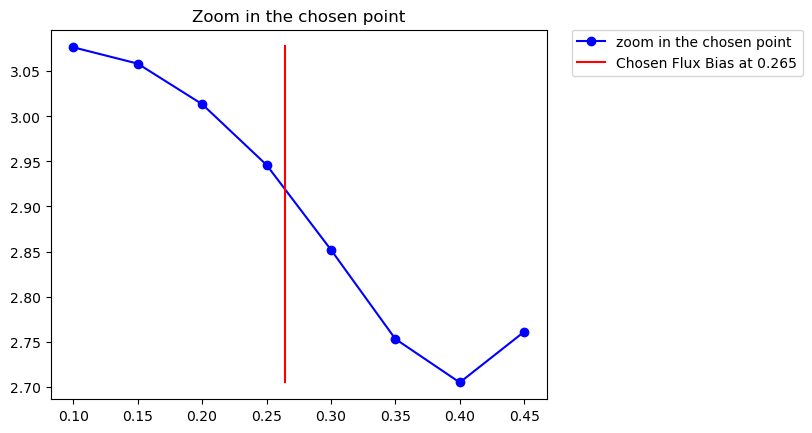 Zoom in the chosen point
zoom in the chosen point
Chosen Flux Bias at 0.265
3.05
3.00
2.95
2.90
2.85
2.80
2.75
2.70
0.10 0.15 0.20 0.25 0.30 0.35 0.40 0.45